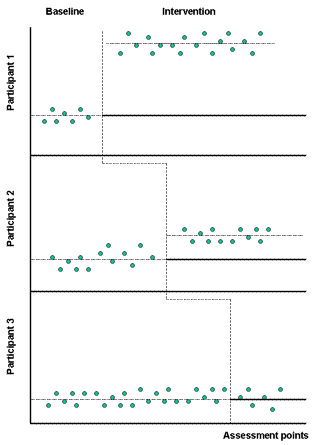 Baseline
Intervention
Participant 1
Participant 2
Participant 3
Assessment points